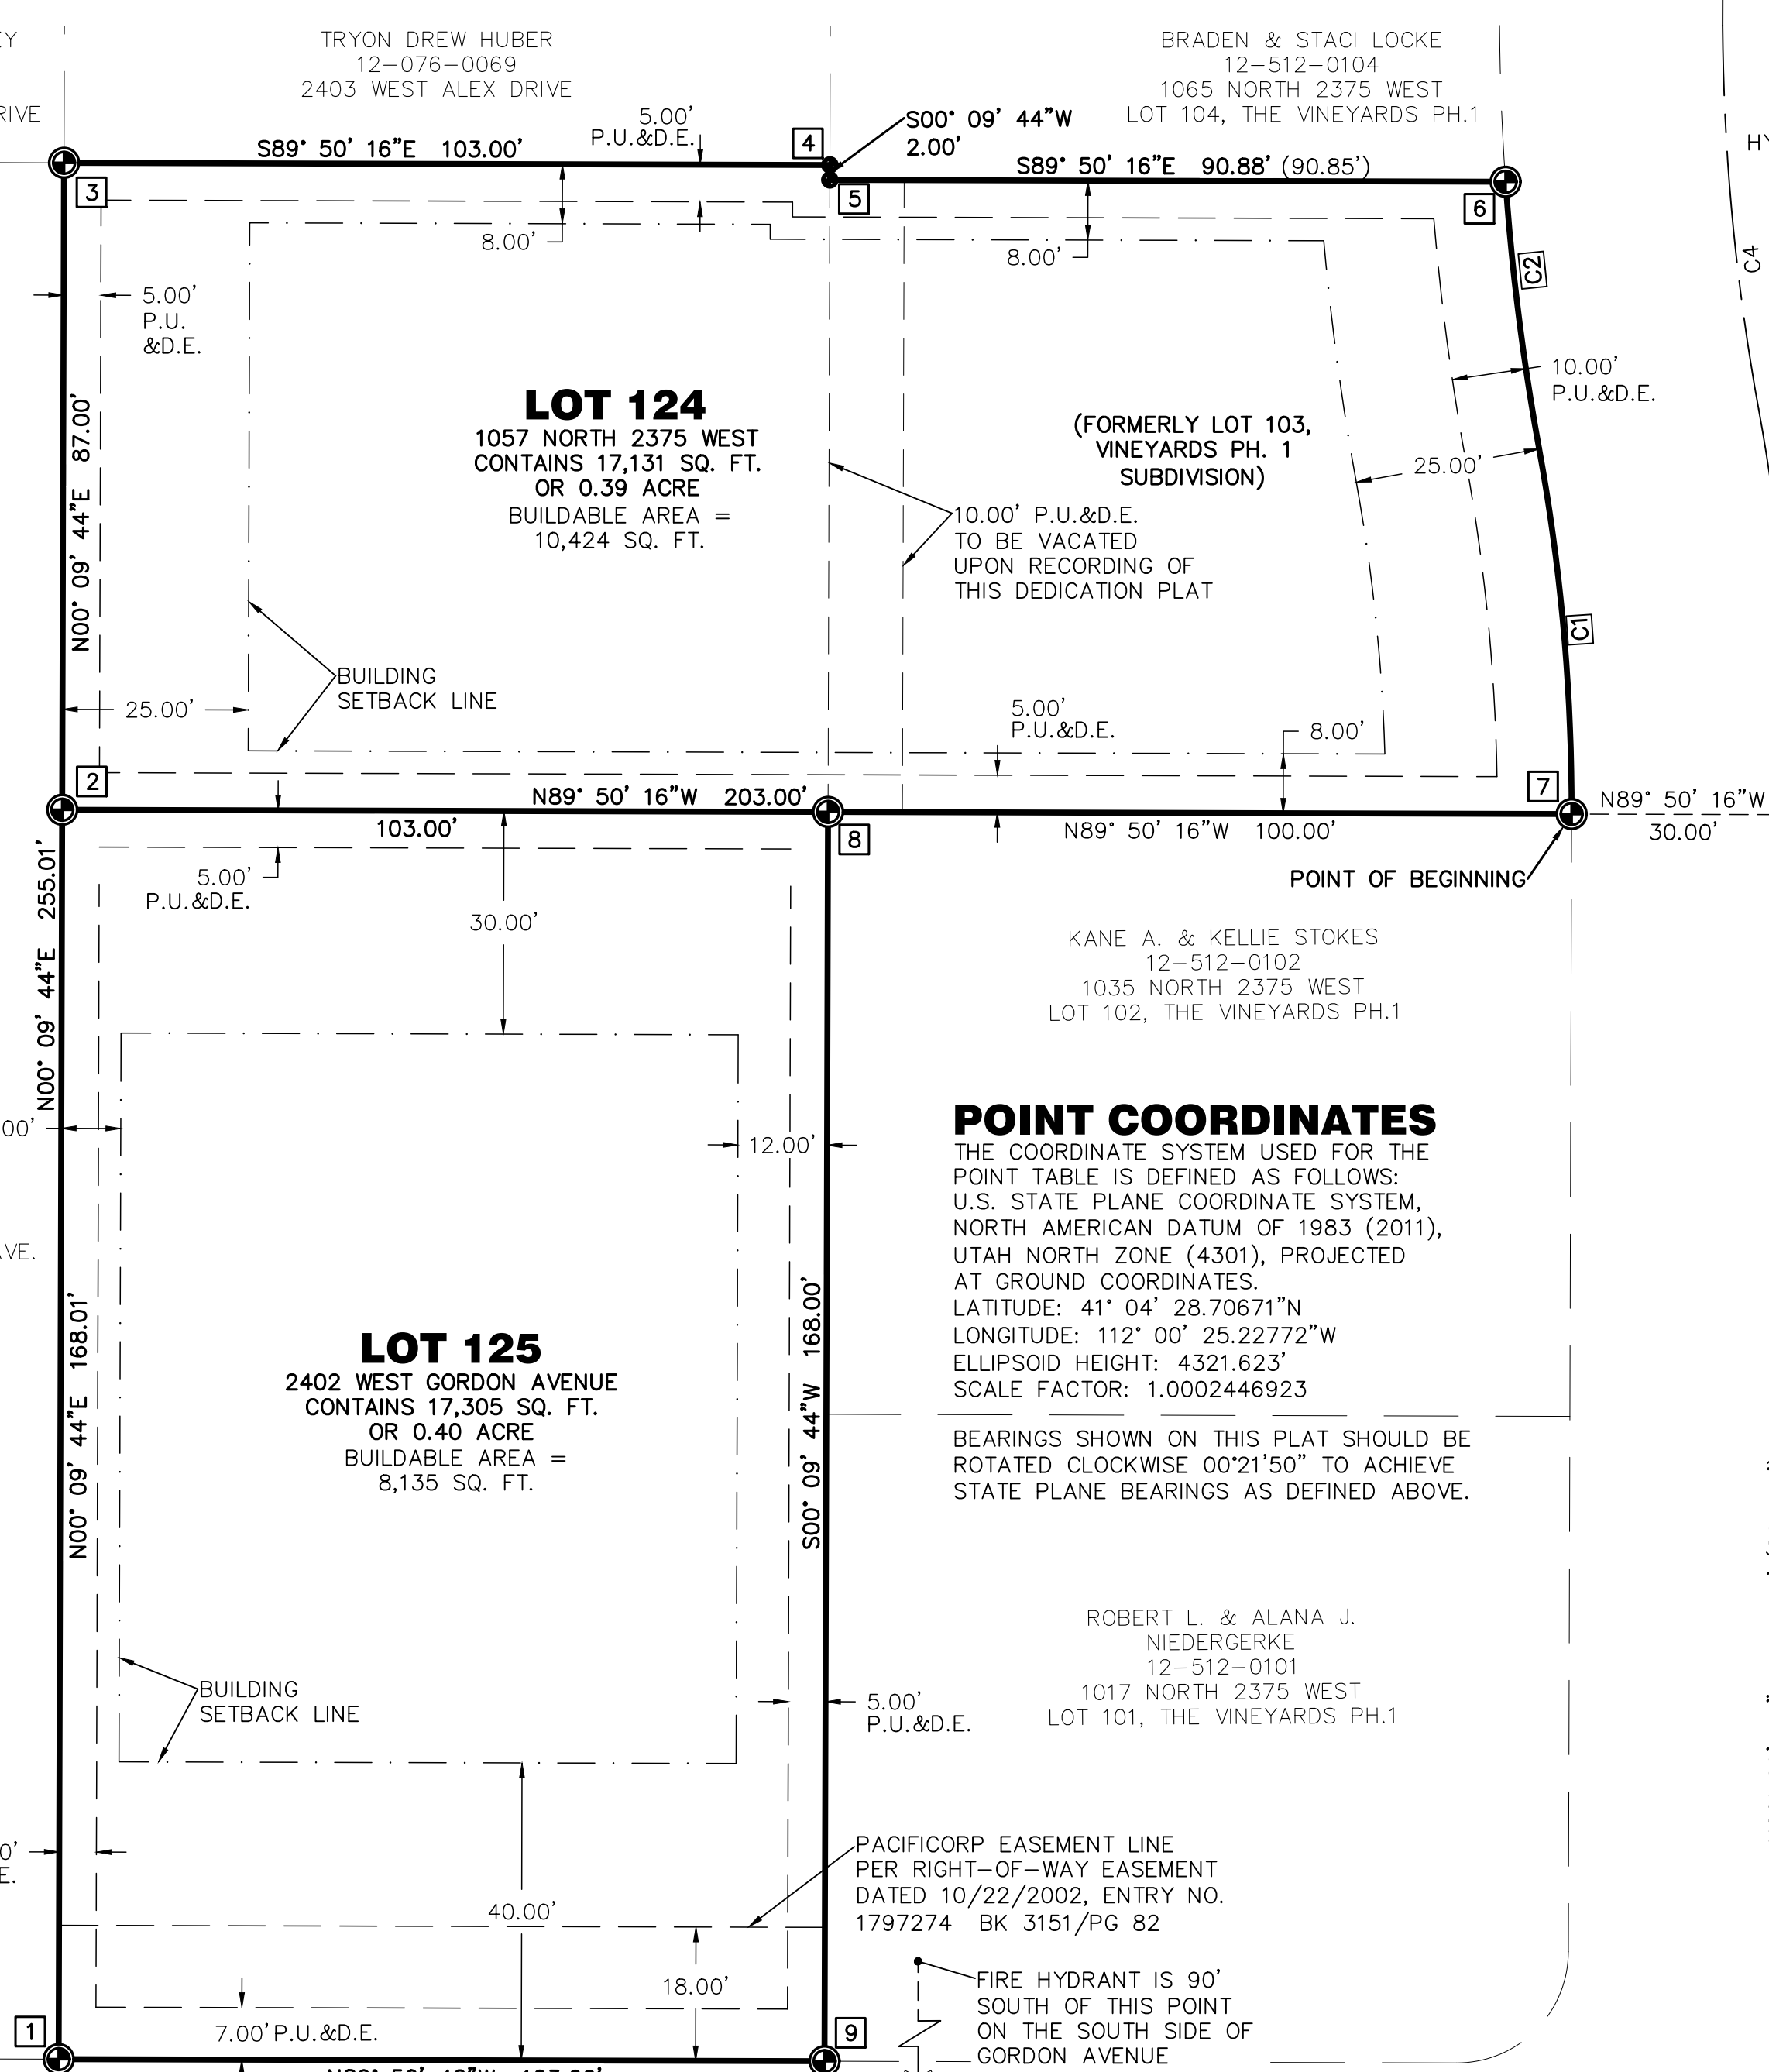 TRYON DREW HUBER
12-076-0069
2403 WEST ALEX DRIVE
BRADEN & STACI LOCKE
12-512-0104
1065 NORTH 2375 WEST
LOT 104, THE VINEYARDS PH.1
S89° 50' 16"E 103.00'
5.00'
P.U.&D.E.
4
S00° 09' 44"W
2.00'
S89° 50' 16"E 90.88' (90.85')
3
5
6
8.00'
8.00'
C2
C4
5.00'
P.U.
&D.E.
10.00'
P.U.&D.E.
N00° 09' 44"E 87.00'
LOT 124
1057 NORTH 2375 WEST
CONTAINS 17,131 SQ. FT.
OR 0.39 ACRE
BUILDABLE AREA =
10,424 SQ. FT.
(FORMERLY LOT 103,
VINEYARDS PH. 1
SUBDIVISION)
25.00'
10.00' P.U.&D.E.
TO BE VACATED
UPON RECORDING OF
THIS DEDICATION PLAT
C1
BUILDING
SETBACK LINE
25.00'
5.00'
P.U.&D.E.
8.00'
2
N89° 50' 16"W 203.00'
7
N89° 50' 16"W
30.00'
103.00'
8
N89° 50' 16"W 100.00'
POINT OF BEGINNING
5.00'
P.U.&D.E.
N00° 09' 44"E 255.01'
30.00'
KANE A. & KELLIE STOKES
12-512-0102
1035 NORTH 2375 WEST
LOT 102, THE VINEYARDS PH.1
12.00'
POINT COORDINATES
THE COORDINATE SYSTEM USED FOR THE
POINT TABLE IS DEFINED AS FOLLOWS:
U.S. STATE PLANE COORDINATE SYSTEM,
NORTH AMERICAN DATUM OF 1983 (2011),
UTAH NORTH ZONE (4301), PROJECTED
AT GROUND COORDINATES.
LATITUDE: 41° 04' 28.70671"N
LONGITUDE: 112° 00' 25.22772"W
ELLIPSOID HEIGHT: 4321.623'
SCALE FACTOR: 1.0002446923
BEARINGS SHOWN ON THIS PLAT SHOULD BE
ROTATED CLOCKWISE 00°21'50" TO ACHIEVE
STATE PLANE BEARINGS AS DEFINED ABOVE.
N00° 09' 44"E 168.01'
LOT 125
2402 WEST GORDON AVENUE
CONTAINS 17,305 SQ. FT.
OR 0.40 ACRE
BUILDABLE AREA =
8,135 SQ. FT.
S00° 09' 44"W 168.00'
ROBERT L. & ALANA J.
NIEDERGERKE
12-512-0101
1017 NORTH 2375 WEST
LOT 101, THE VINEYARDS PH.1
BUILDING
SETBACK LINE
5.00'
P.U.&D.E.
PACIFICORP EASEMENT LINE
PER RIGHT-OF-WAY EASEMENT
DATED 10/22/2002, ENTRY NO.
1797274 BK 3151/PG 82
40.00'
18.00'
FIRE HYDRANT IS 90'
SOUTH OF THIS POINT
ON THE SOUTH SIDE OF
GORDON AVENUE
1
7.00' P.U.&D.E.
9